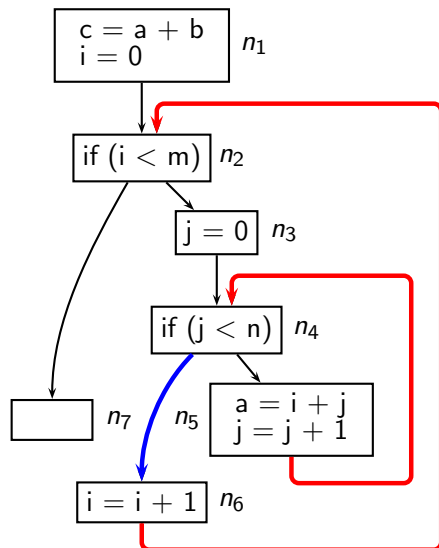 c = a + b
i = 0
n1
if (i < m)
n2
j = 0
n3
if (j < n)
n4
n7
n5
a = i + j
j = j + 1
i = i + 1
n6